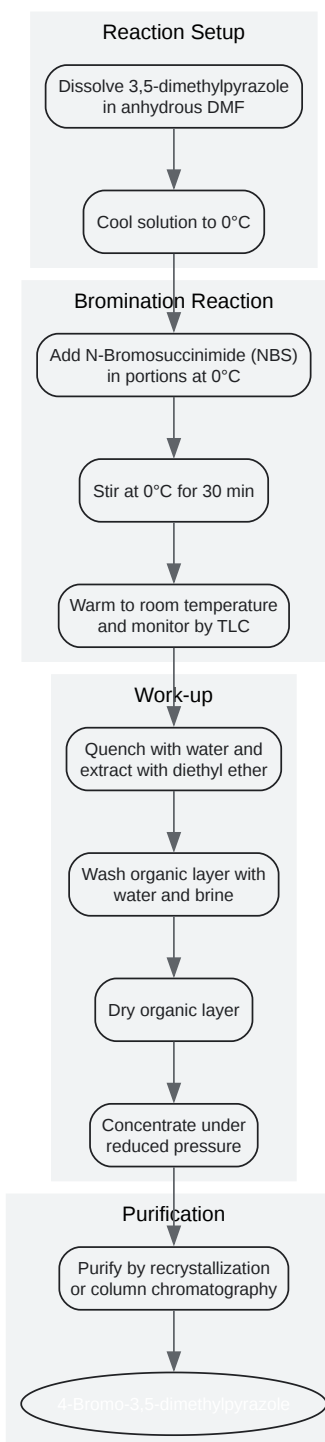 Reaction Setup
Dissolve 3,5-dimethylpyrazole
in anhydrous DMF
Cool solution to 0°C
Bromination Reaction
Add N-Bromosuccinimide (NBS)
in portions at 0°C
Stir at 0°C for 30 min
Warm to room temperature
and monitor by TLC
Work-up
Quench with water and
extract with diethyl ether
Wash organic layer with
water and brine
Dry organic layer
Concentrate under
reduced pressure
Purification
Purify by recrystallization
or column chromatography
4-Bromo-3,5-dimethylpyrazole